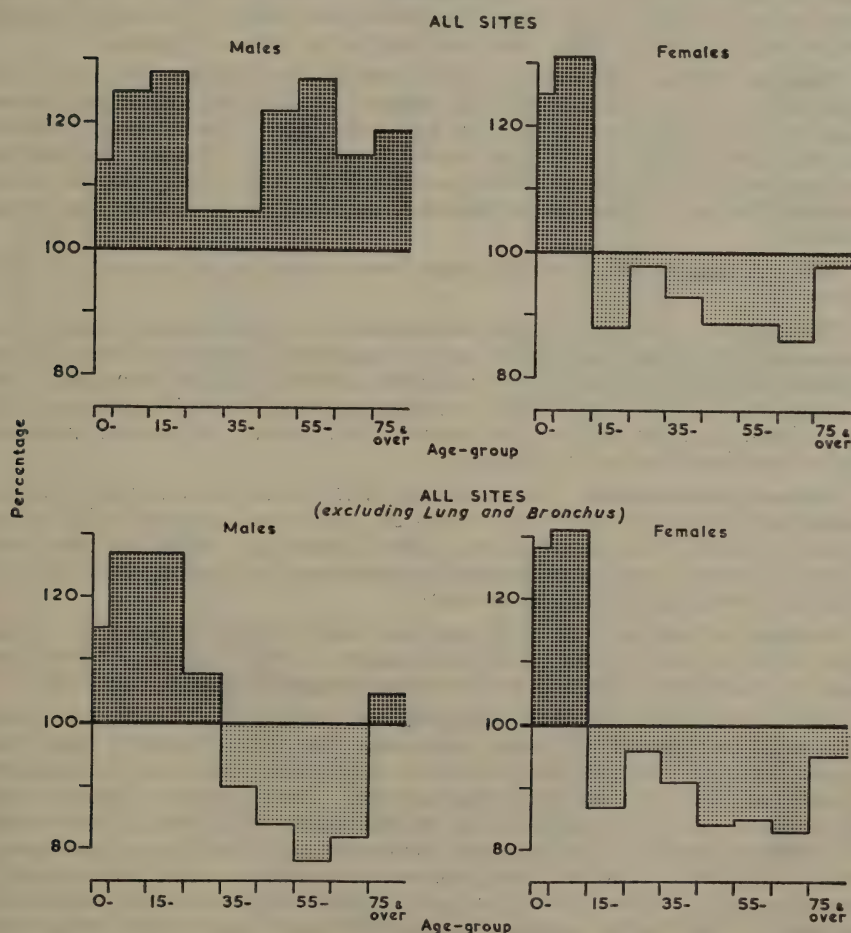 ALL SITES
Males
Females
120
100
80
120
100
80
0- 15- 35- 55- 75 & over
0- 15- 35- 55- 75 & over
Age-group
Percentage
ALL SITES
(excluding Lung and Bronchus)
Males
Females
120
100
80
120
100
80
0- 15- 35- 55- 75 & over
0- 15- 35- 55- 75 & over
Age-group